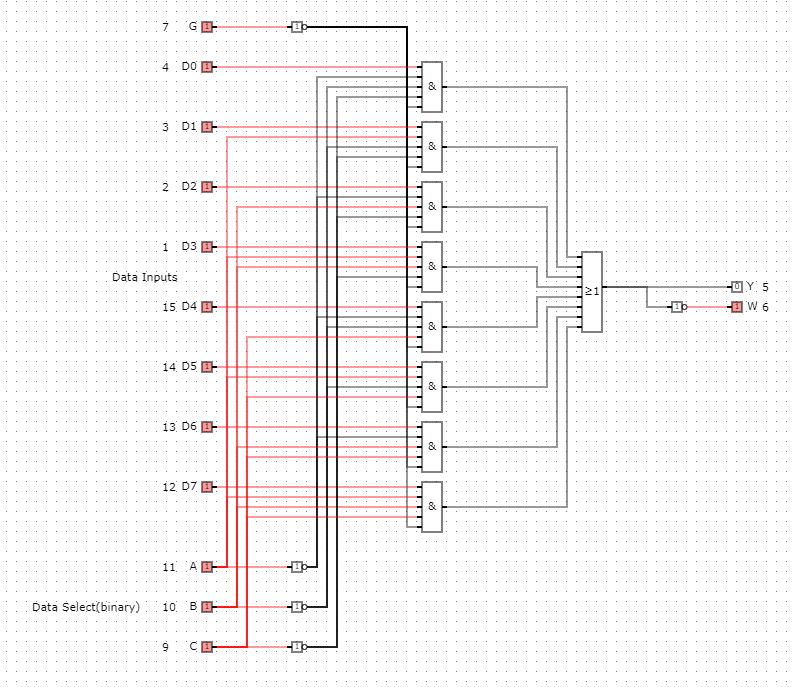 7 G 1 1
4 D0 1
&
3 D1 1
&
2 D2 1
&
1 D3 1
&
Data Inputs
0 Y 5
≥1
15 D4 1 1 1 W 6
&
14 D5 1
&
13 D6 1
&
12 D7 1
&
11 A 1 1
Data Select(binary) 10 B 1 1
9 C 1 1